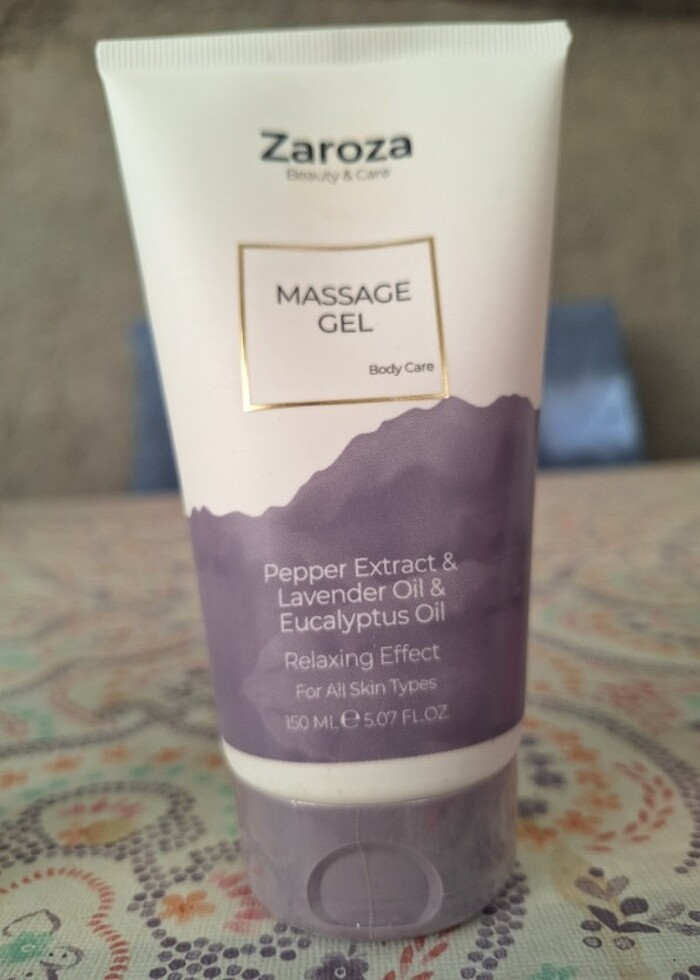 Zaroza
Beauty & Care
MASSAGE
GEL
Body Care
Pepper Extract &
Lavender Oil &
Eucalyptus Oil
Relaxing Effect
For All Skin Types
150 ML ℮ 5.07 FL.OZ